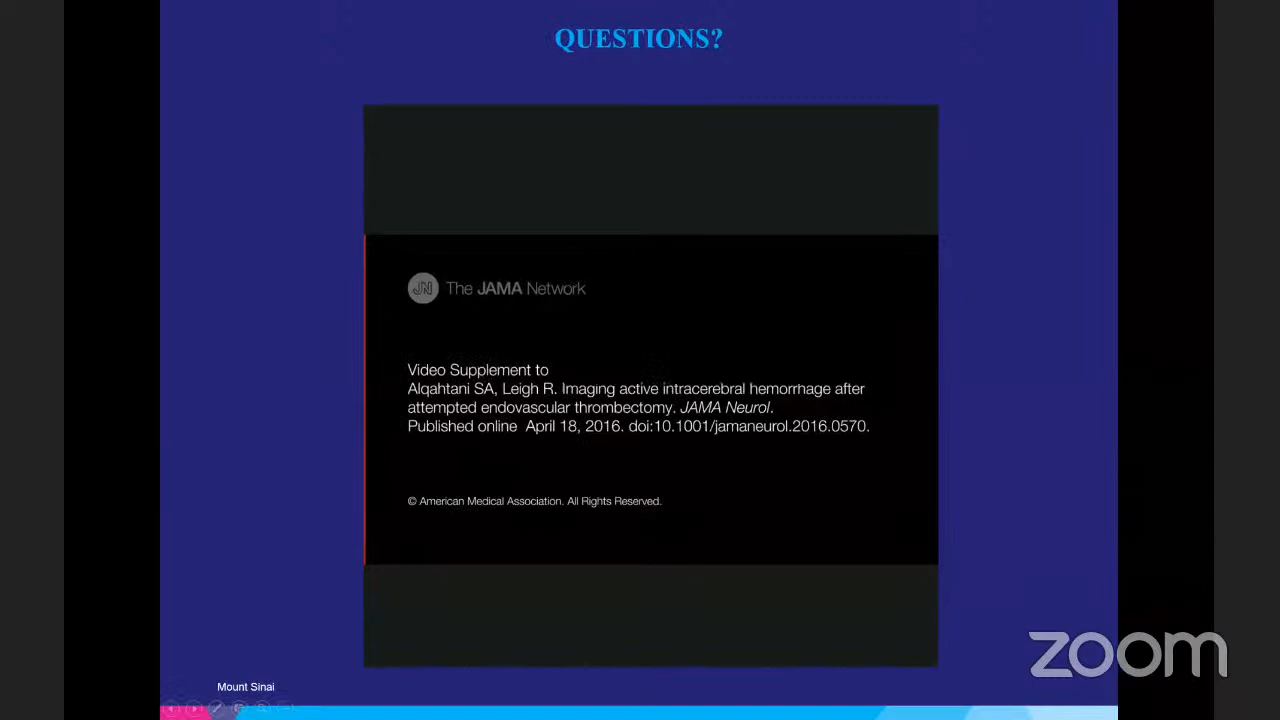 QUESTIONS?
JN The JAMA Network
Video Supplement to
Alqahtani SA, Leigh R. Imaging active intracerebral hemorrhage after
attempted endovascular thrombectomy. JAMA Neurol.
Published online April 18, 2016. doi:10.1001/jamaneurol.2016.0570.
© American Medical Association. All Rights Reserved.
zoom
Mount Sinai